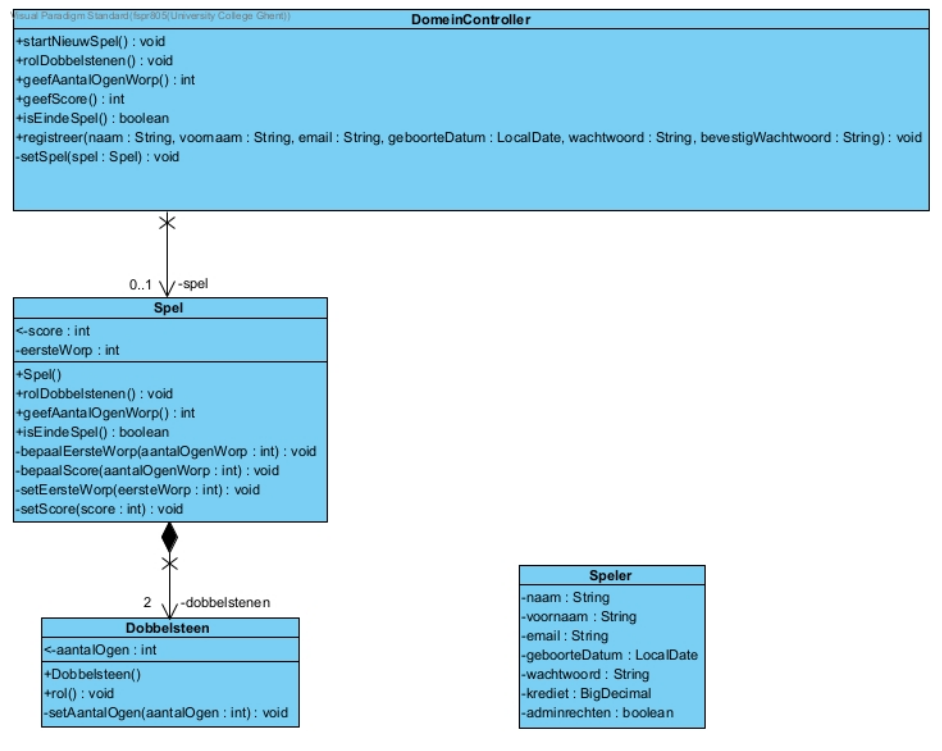 Visual Paradigm Standard(fspr805(University College Ghent))
DomeinController
+startNieuwSpel() : void
+rolDobbelstenen() : void
+geefAantalOgenWorp() : int
+geefScore() : int
+isEindeSpel() : boolean
+registreer(naam : String, voornaam : String, email : String, geboorteDatum : LocalDate, wachtwoord : String, bevestigWachtwoord : String) : void
-setSpel(spel : Spel) : void
0..1 -spel
Spel
<-score : int
-eersteWorp : int
+Spel()
+rolDobbelstenen() : void
+geefAantalOgenWorp() : int
+isEindeSpel() : boolean
-bepaalEersteWorp(aantalOgenWorp : int) : void
-bepaalScore(aantalOgenWorp : int) : void
-setEersteWorp(eersteWorp : int) : void
-setScore(score : int) : void
2 -dobbelstenen
Dobbelsteen
<-aantalOgen : int
+Dobbelsteen()
+rol() : void
-setAantalOgen(aantalOgen : int) : void
Speler
-naam : String
-voornaam : String
-email : String
-geboorteDatum : LocalDate
-wachtwoord : String
-krediet : BigDecimal
-adminrechten : boolean